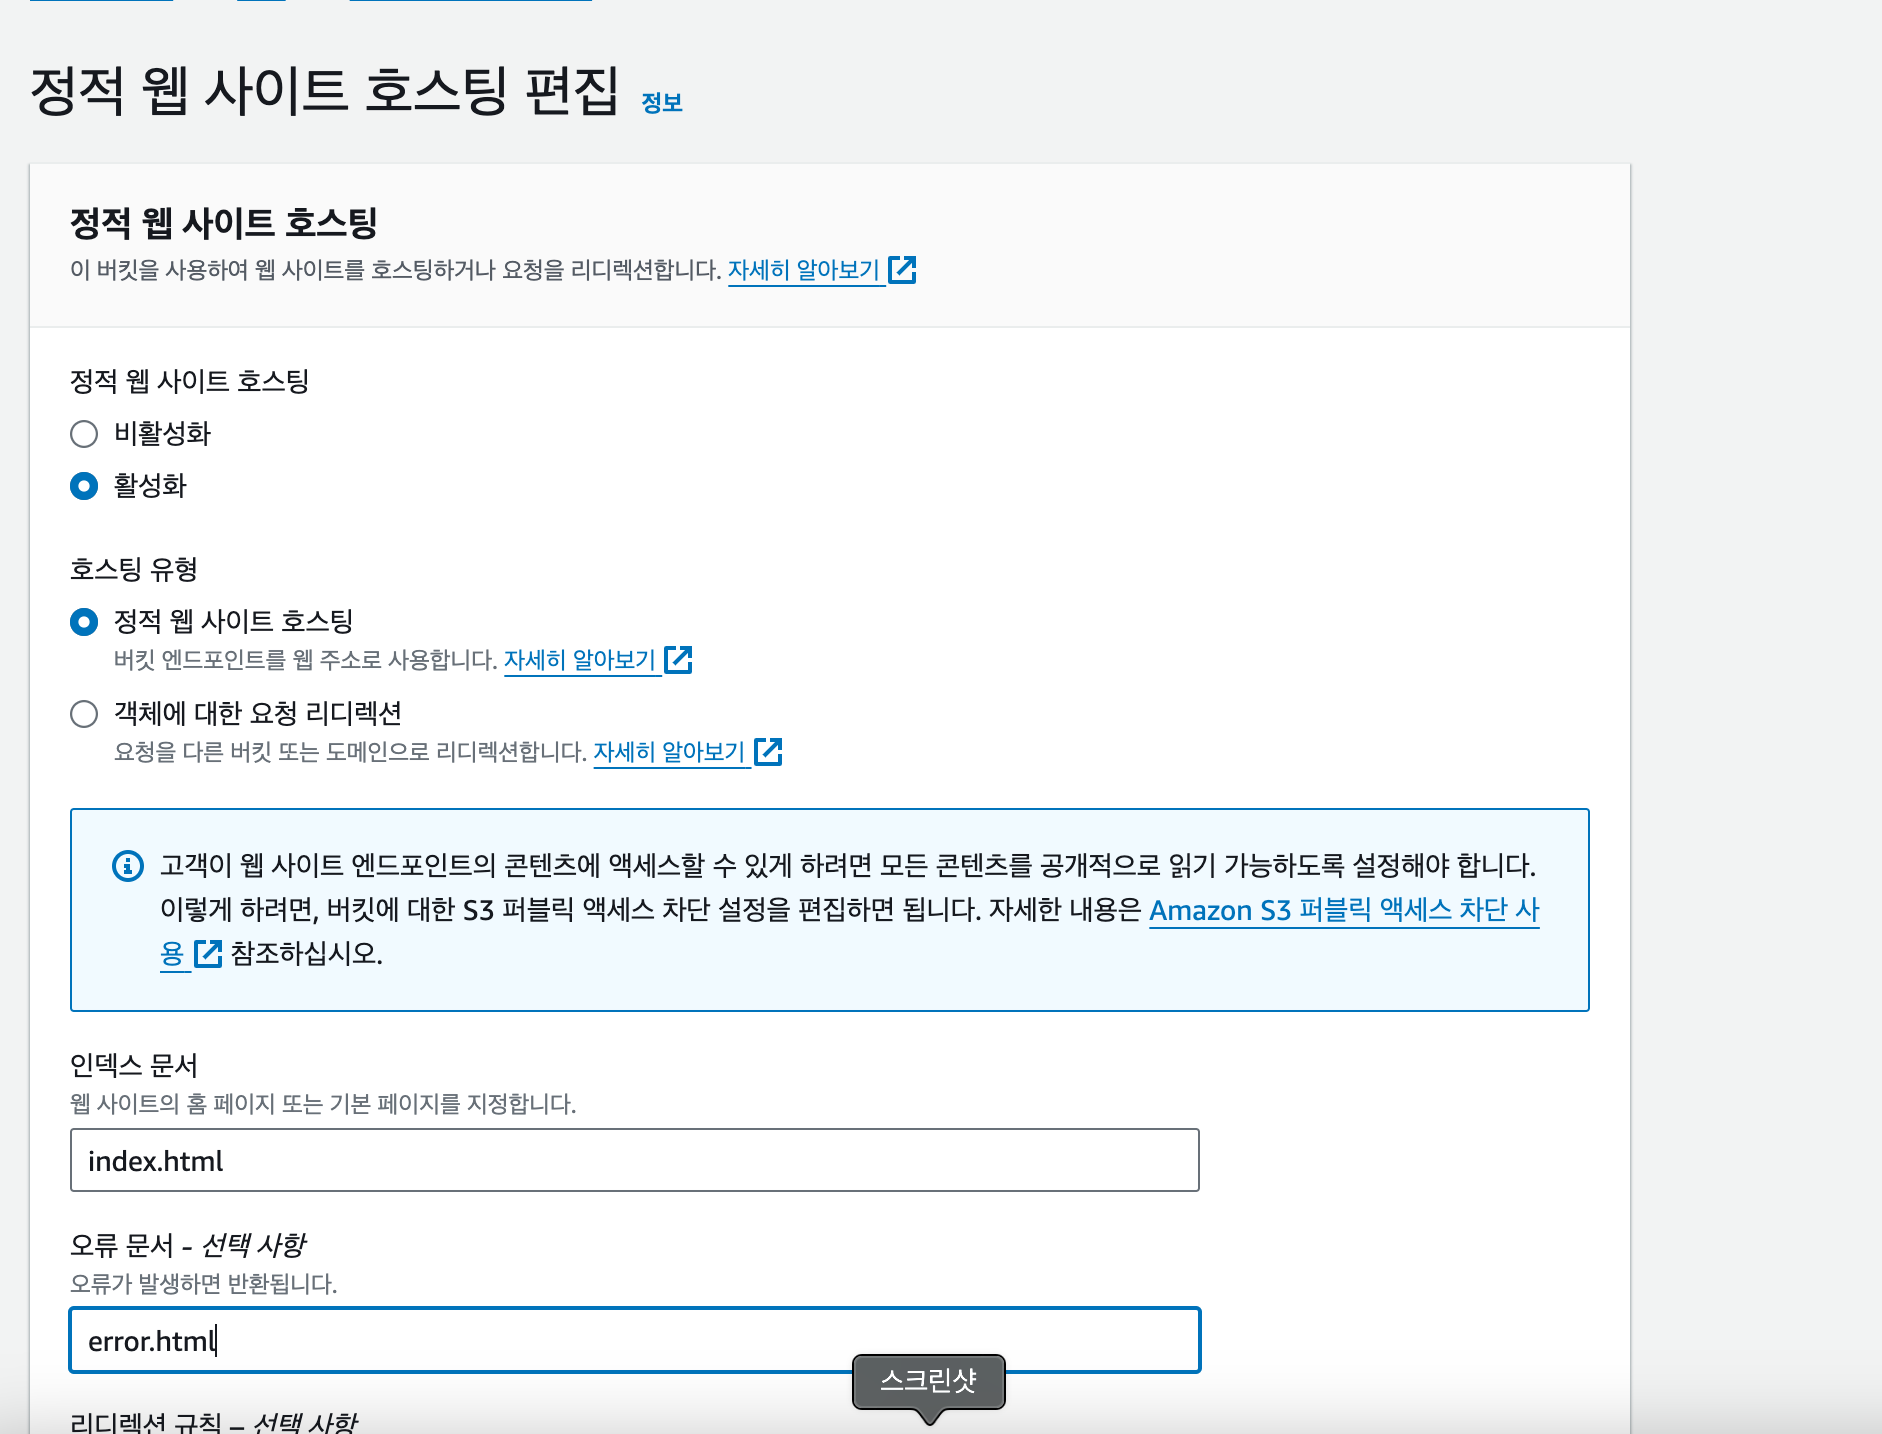 정적 웹 사이트 호스팅 편집 정보
정적 웹 사이트 호스팅
이 버킷을 사용하여 웹 사이트를 호스팅하거나 요청을 리디렉션합니다. 자세히 알아보기
정적 웹 사이트 호스팅
비활성화
활성화
호스팅 유형
정적 웹 사이트 호스팅
버킷 엔드포인트를 웹 주소로 사용합니다. 자세히 알아보기
객체에 대한 요청 리디렉션
요청을 다른 버킷 또는 도메인으로 리디렉션합니다. 자세히 알아보기
고객이 웹 사이트 엔드포인트의 콘텐츠에 액세스할 수 있게 하려면 모든 콘텐츠를 공개적으로 읽기 가능하도록 설정해야 합니다.
이렇게 하려면, 버킷에 대한 S3 퍼블릭 액세스 차단 설정을 편집하면 됩니다. 자세한 내용은 Amazon S3 퍼블릭 액세스 차단 사
용 참조하십시오.
인덱스 문서
웹 사이트의 홈 페이지 또는 기본 페이지를 지정합니다.
index.html
오류 문서 - 선택 사항
오류가 발생하면 반환됩니다.
error.html
스크린샷
리디렉션 규칙 – 선택 사항